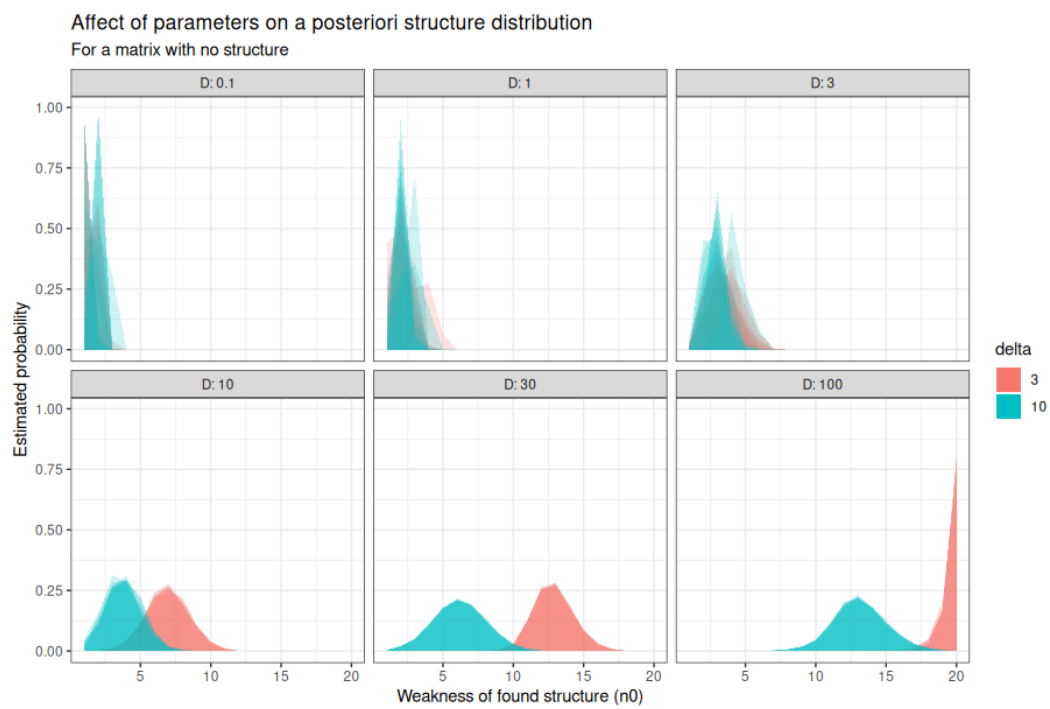 Affect of parameters on a posteriori structure distribution
For a matrix with no structure
D: 0.1
D: 1
D: 3
1.00
0.75
0.50
0.25
0.00
D: 10
D: 30
D: 100
1.00
0.75
0.50
0.25
0.00
5 10 15 20
5 10 15 20
5 10 15 20
Estimated probability
Weakness of found structure (n0)
delta
3
10